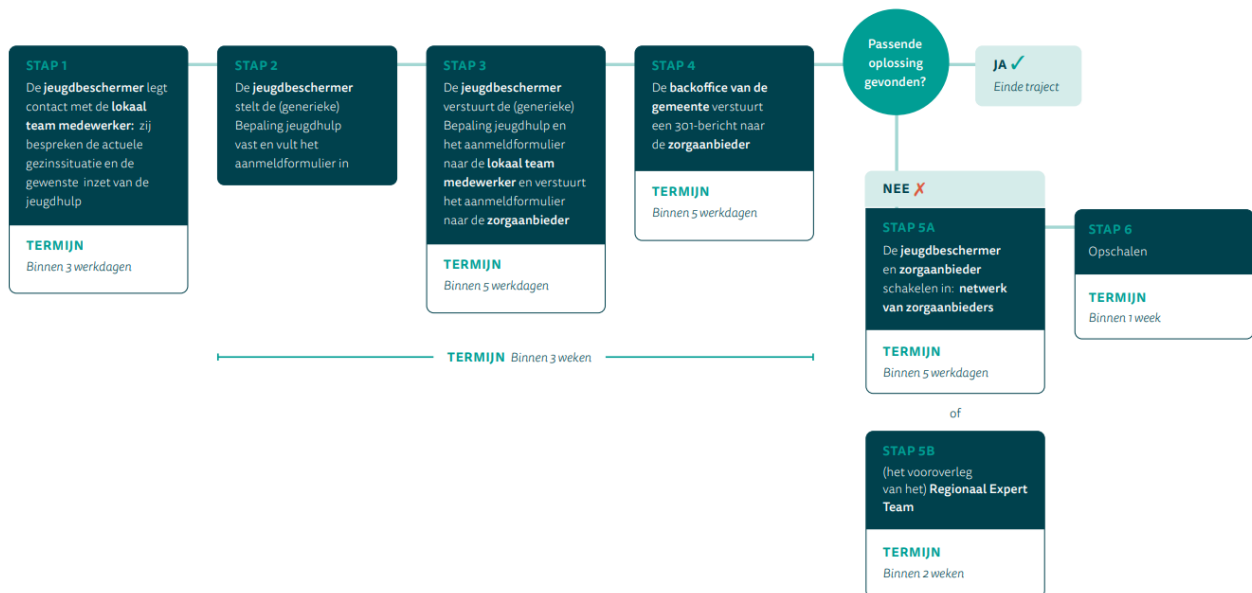 STAP 1
De jeugdbeschermer legt
contact met de lokaal
team medewerker: zij
bespreken de actuele
gezinssituatie en de
gewenste inzet van de
jeugdhulp
TERMIJN
Binnen 3 werkdagen
STAP 2
De jeugdbeschermer
stelt de (generieke)
Bepaling jeugdhulp
vast en vult het
aanmeldformulier in
STAP 3
De jeugdbeschermer
verstuurt de (generieke)
Bepaling jeugdhulp en
het aanmeldformulier
naar de lokaal team
medewerker en verstuurt
het aanmeldformulier
naar de zorgaanbieder
TERMIJN
Binnen 5 werkdagen
STAP 4
De backoffice van de
gemeente verstuurt
een 301-bericht naar
de zorgaanbieder
TERMIJN
Binnen 5 werkdagen
TERMIJN Binnen 3 weken
Passende
oplossing
gevonden?
JA ✓
Einde traject
NEE ✗
STAP 5A
De jeugdbeschermer
en zorgaanbieder
schakelen in: netwerk
van zorgaanbieders
TERMIJN
Binnen 5 werkdagen
of
STAP 5B
(het vooroverleg
van het) Regionaal Expert
Team
TERMIJN
Binnen 2 weken
STAP 6
Opschalen
TERMIJN
Binnen 1 week